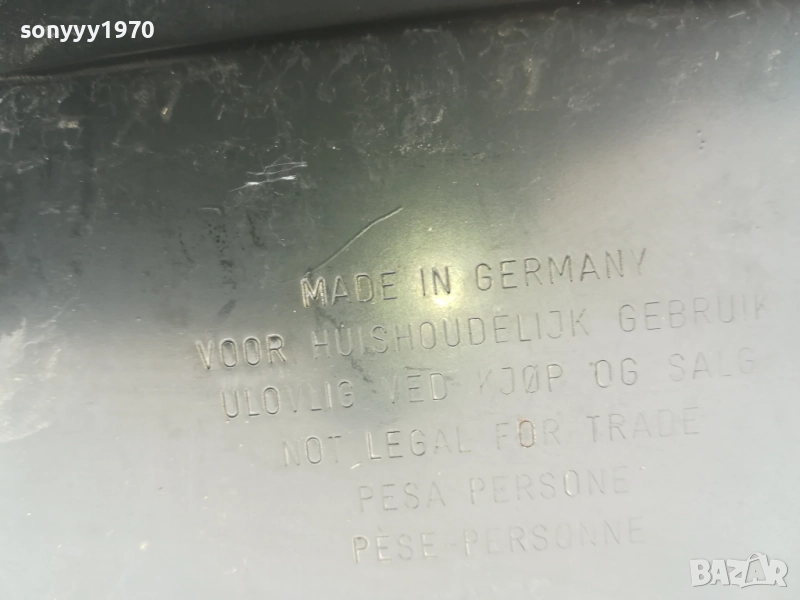 sonyyy1970
MADE IN GERMANY
VOOR HUISHOUDELIJK GEBRUIK
ULOVLIG VED KJØP OG SALG
NOT LEGAL FOR TRADE
PESA PERSONE
PÈSE-PERSONNE
BAZAR